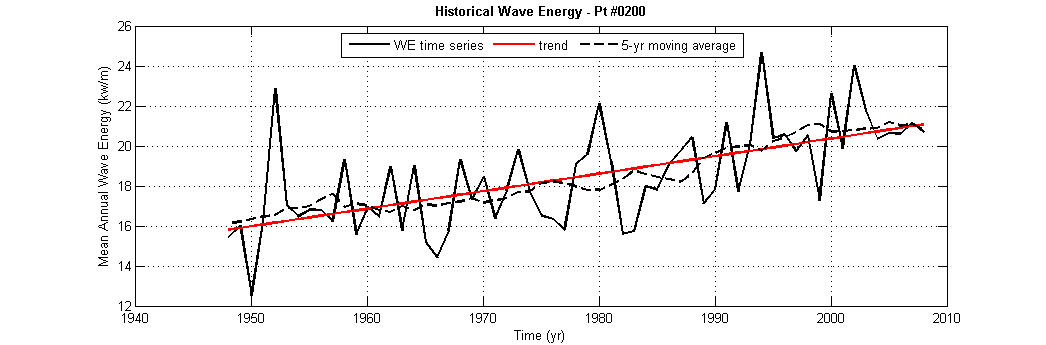 Historical Wave Energy - Pt #0200
WE time series trend 5-yr moving average
Mean Annual Wave Energy (kw/m)
26
24
22
20
18
16
14
12
1940 1950 1960 1970 1980 1990 2000 2010
Time (yr)